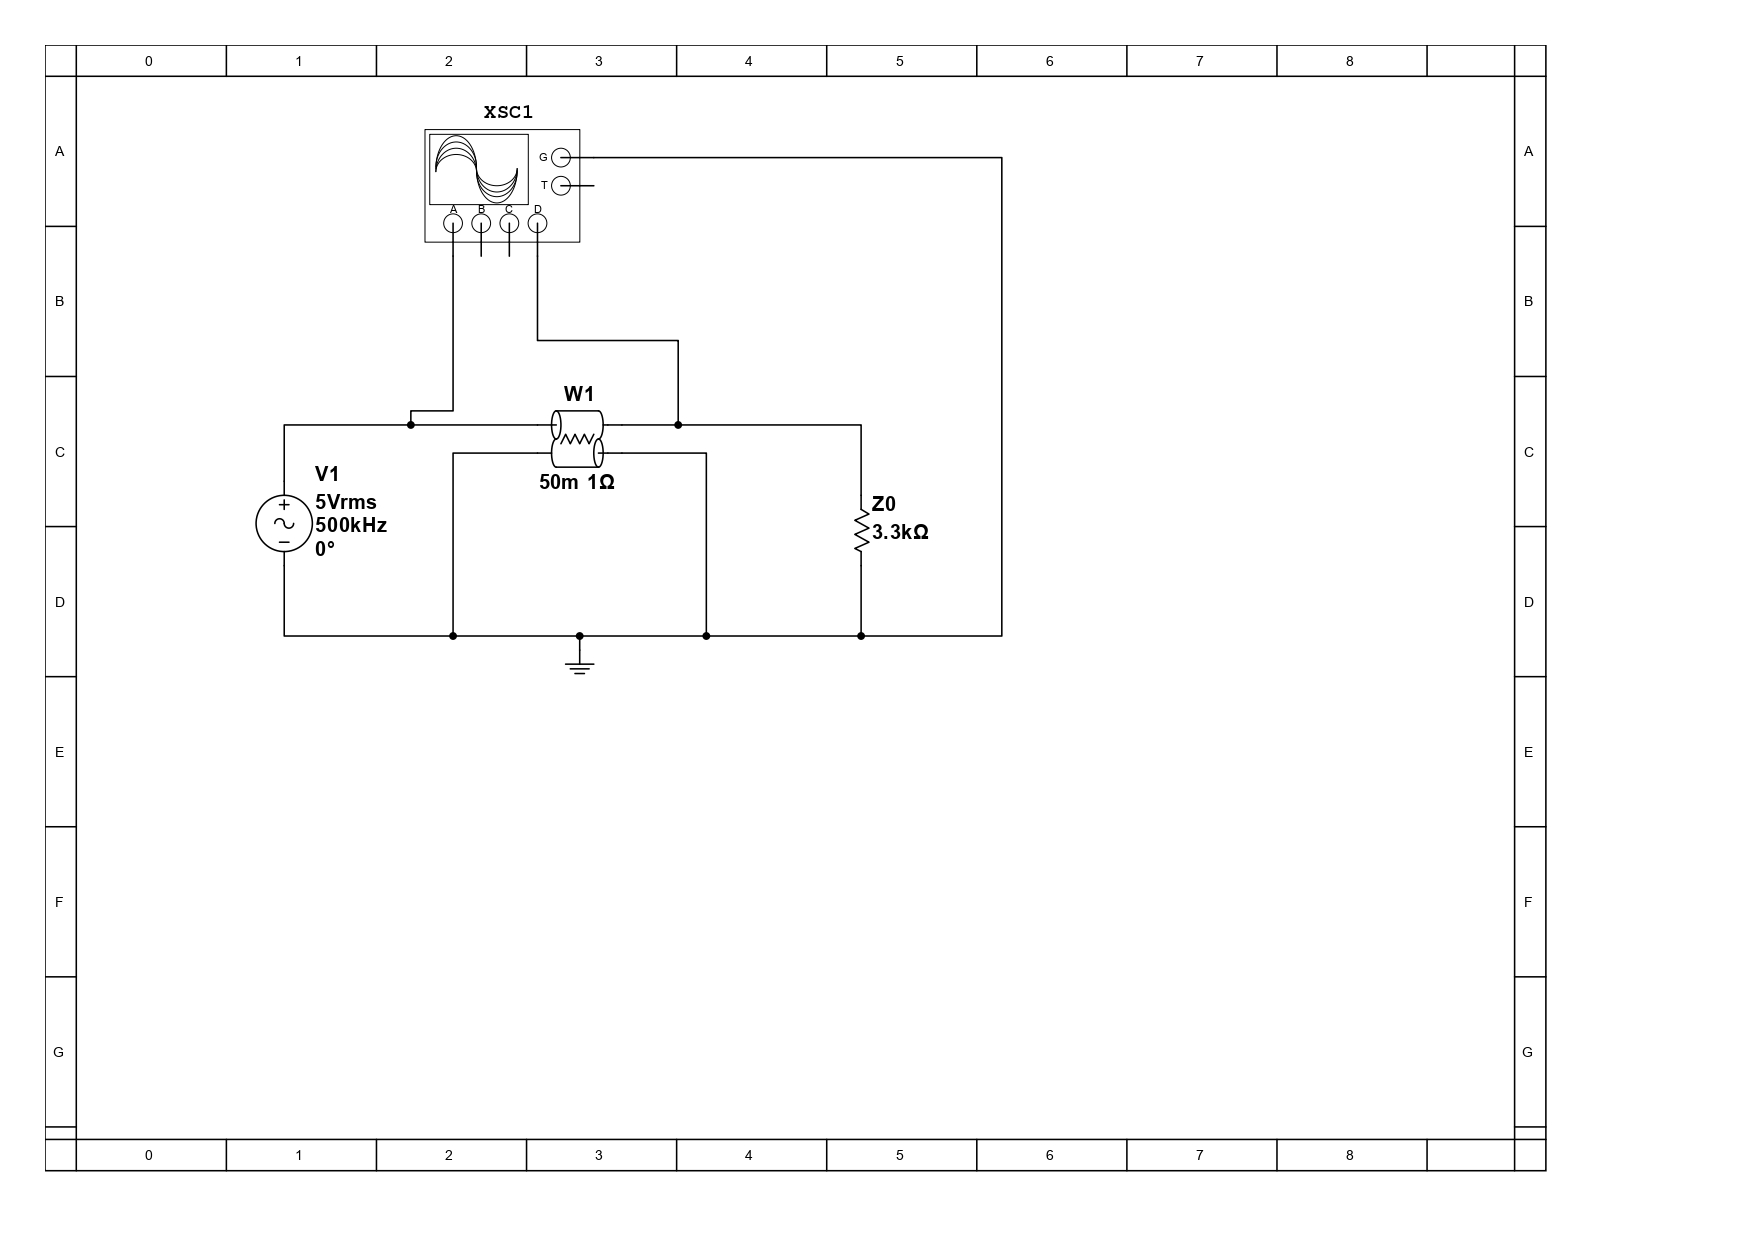 0 1 2 3 4 5 6 7 8
XSC1
A A
G
T
A B C D
B B
W1
C C
50m 1Ω
V1
5Vrms
500kHz
0°
Z0
3.3kΩ
D D
E E
F F
G G
0 1 2 3 4 5 6 7 8